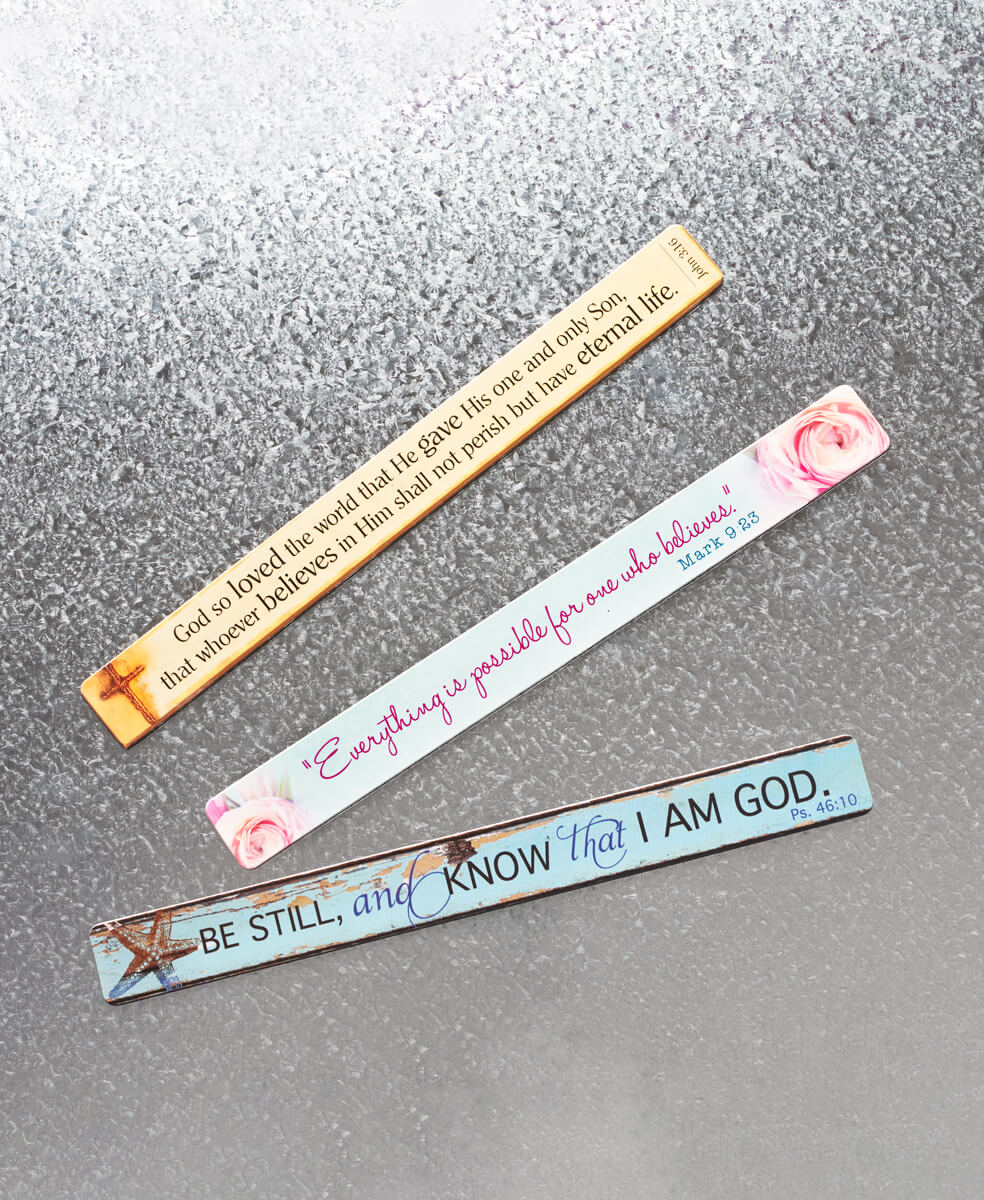 God so loved the world that He gave His one and only Son,
that whoever believes in Him shall not perish but have eternal life.
John 3:16
"Everything is possible for one who believes."
Mark 9:23
BE STILL, and KNOW that I AM GOD.
Ps. 46:10